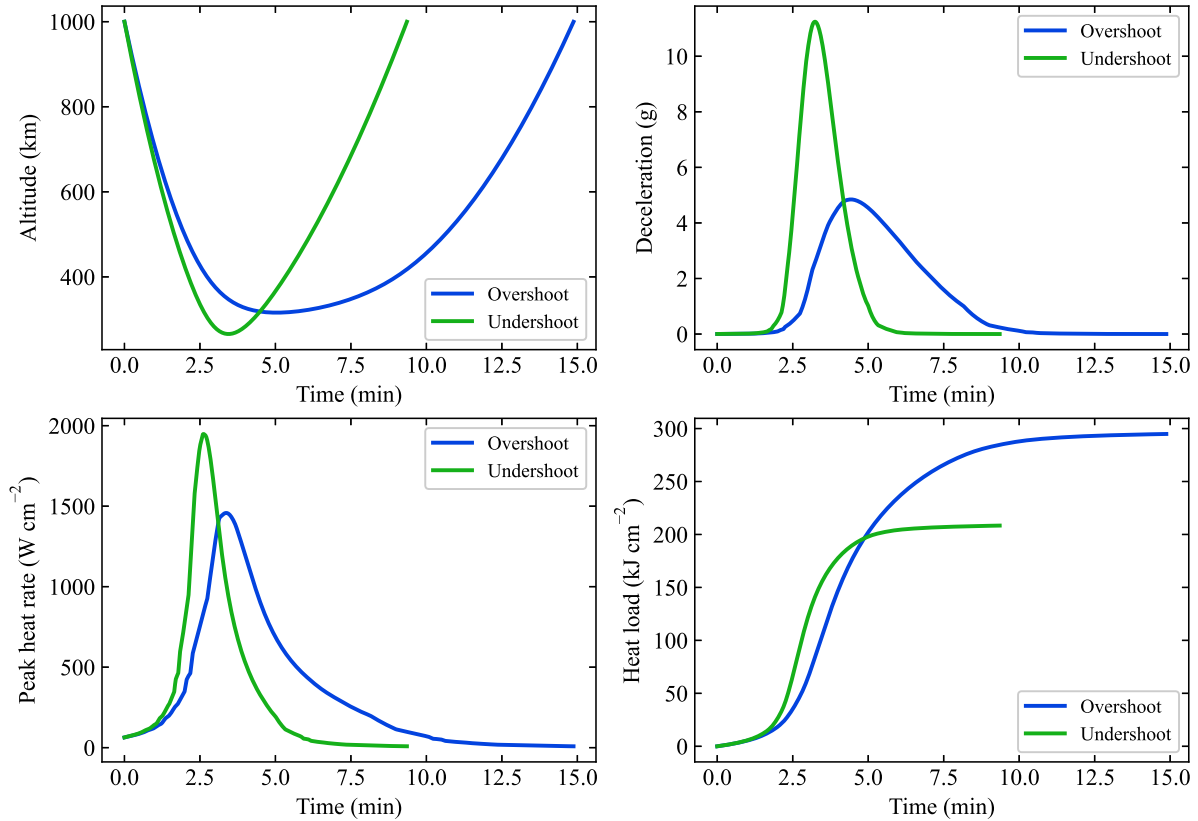 Altitude (km)
1000
800
600
400
Overshoot
Undershoot
0.0 2.5 5.0 7.5 10.0 12.5 15.0
Time (min)
Deceleration (g)
10
8
6
4
2
0
Overshoot
Undershoot
0.0 2.5 5.0 7.5 10.0 12.5 15.0
Time (min)
Peak heat rate (W cm⁻²)
2000
1500
1000
500
0
Overshoot
Undershoot
0.0 2.5 5.0 7.5 10.0 12.5 15.0
Time (min)
Heat load (kJ cm⁻²)
300
250
200
150
100
50
0
Overshoot
Undershoot
0.0 2.5 5.0 7.5 10.0 12.5 15.0
Time (min)